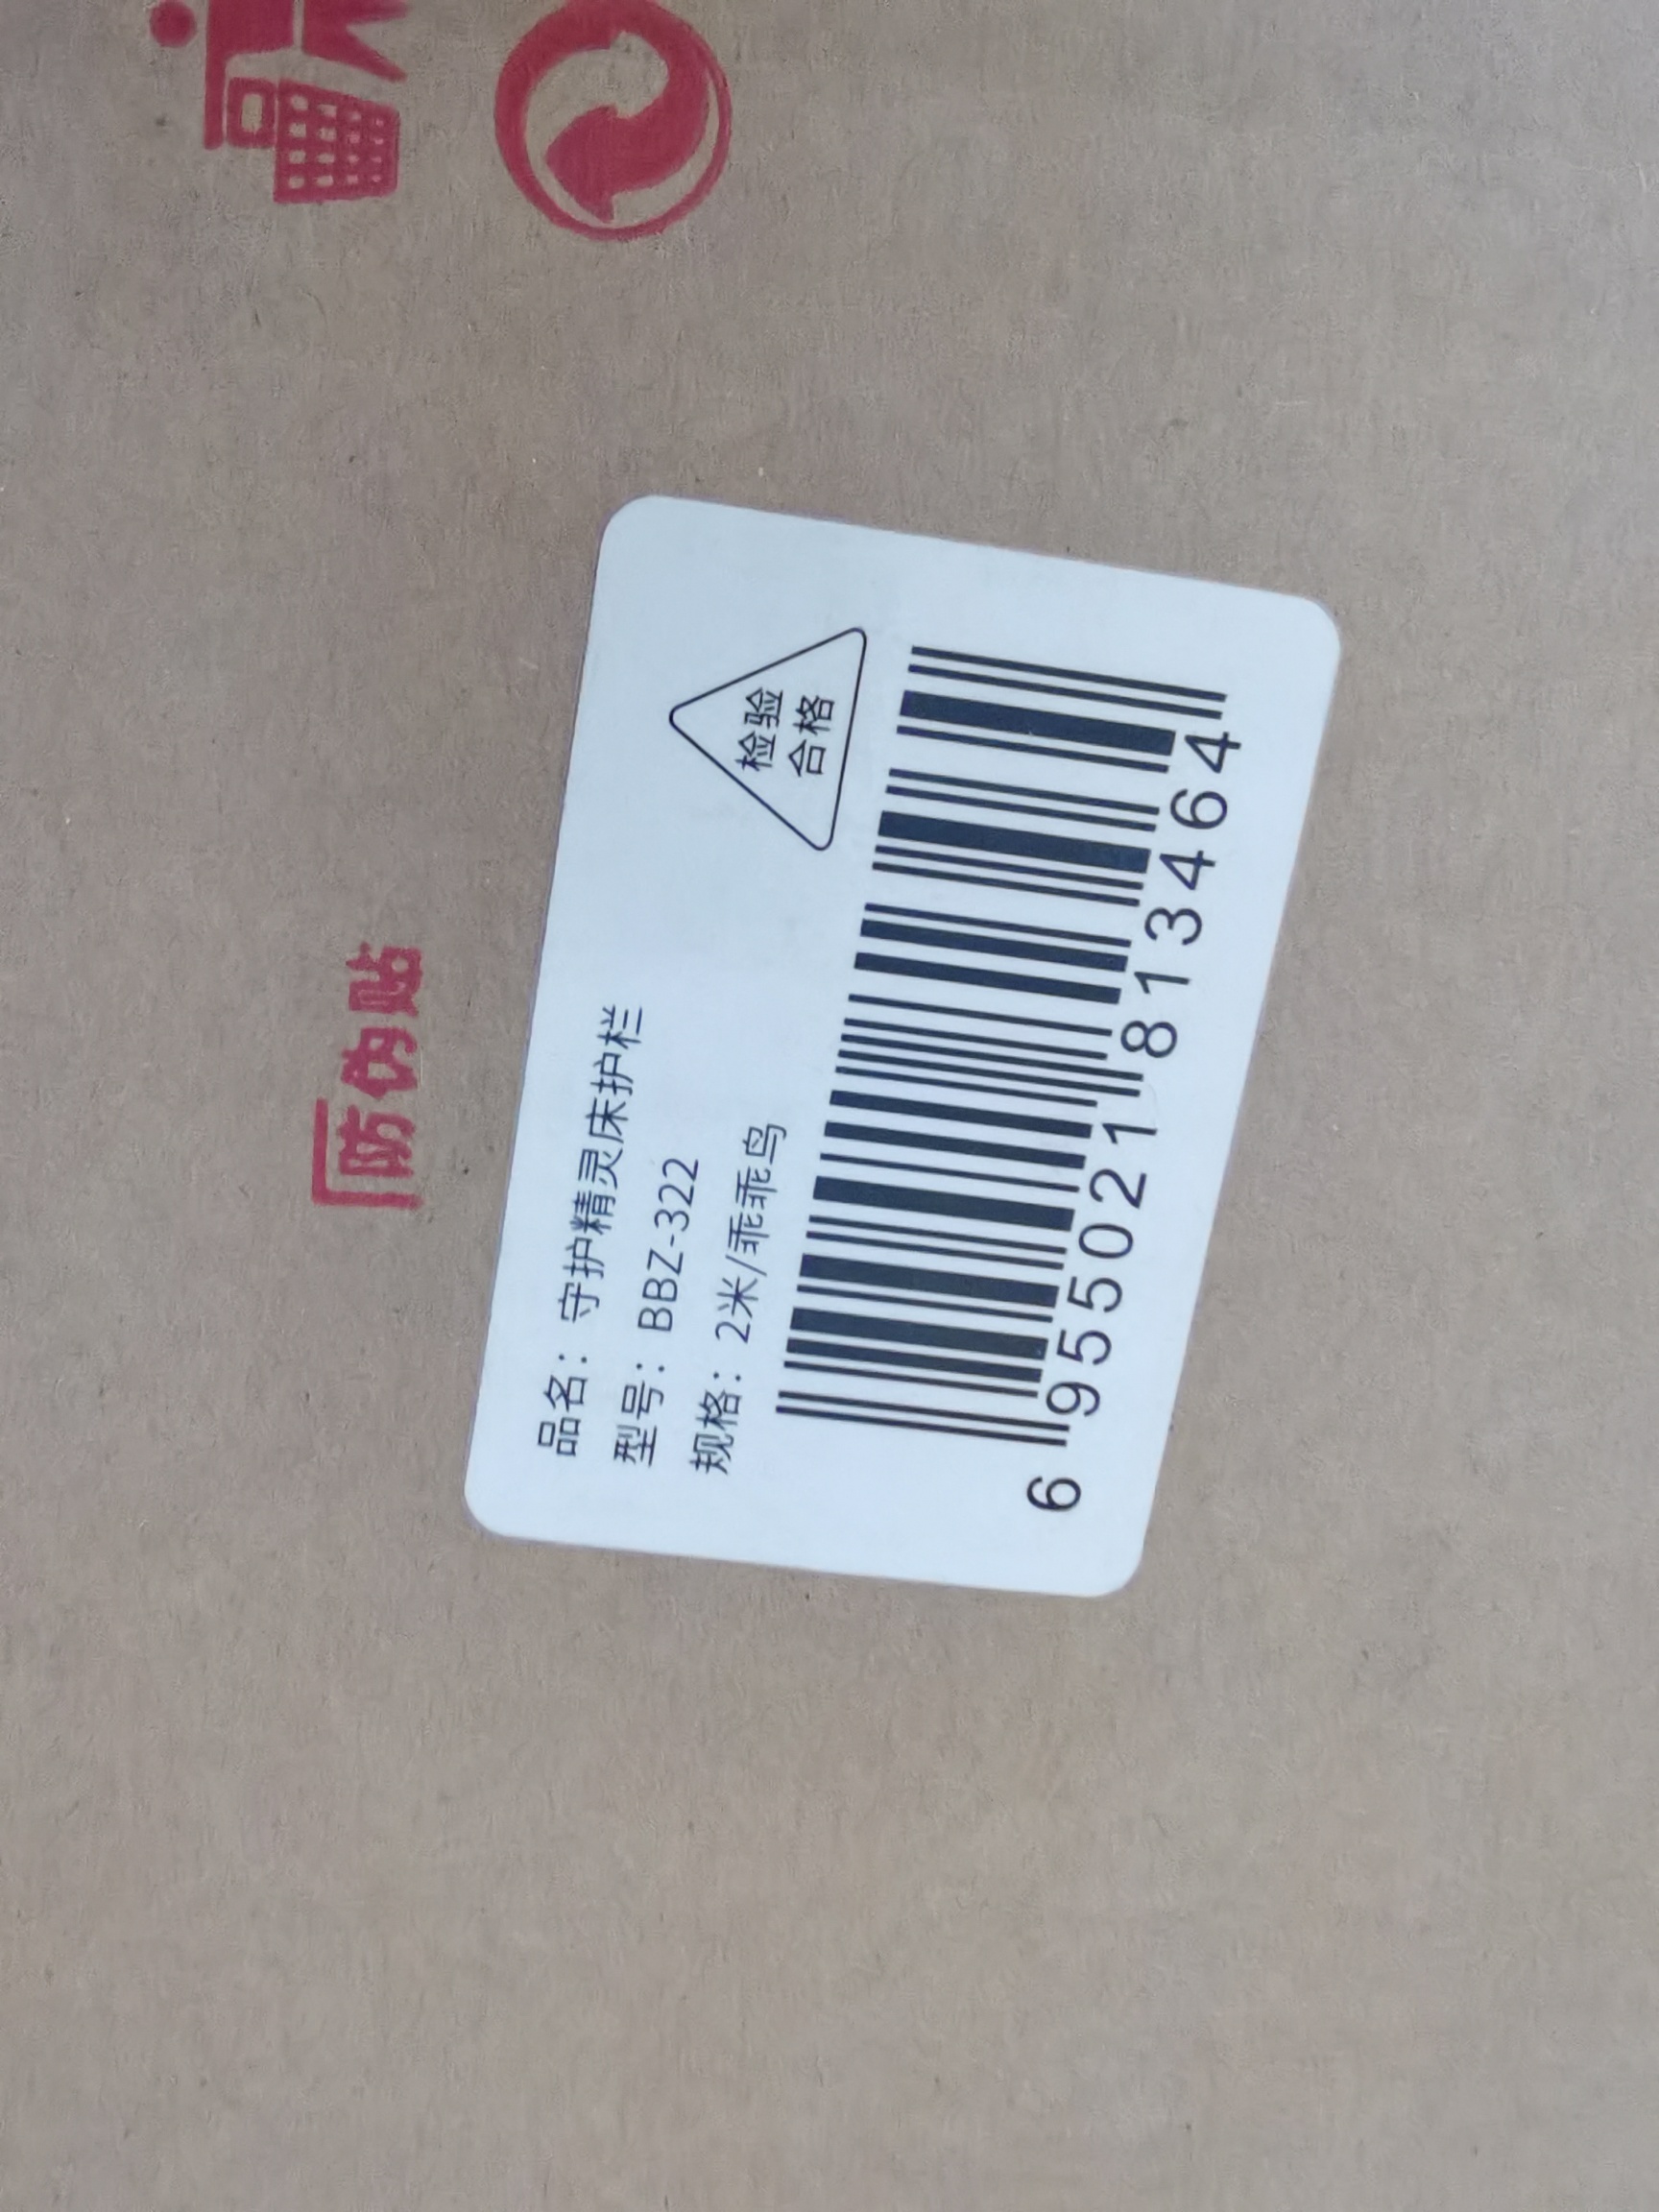 防伪贴
品名：守护精灵床护栏
型号：BBZ-322
规格：2米/乖乖鸟
检验
合格
6 955021 813464